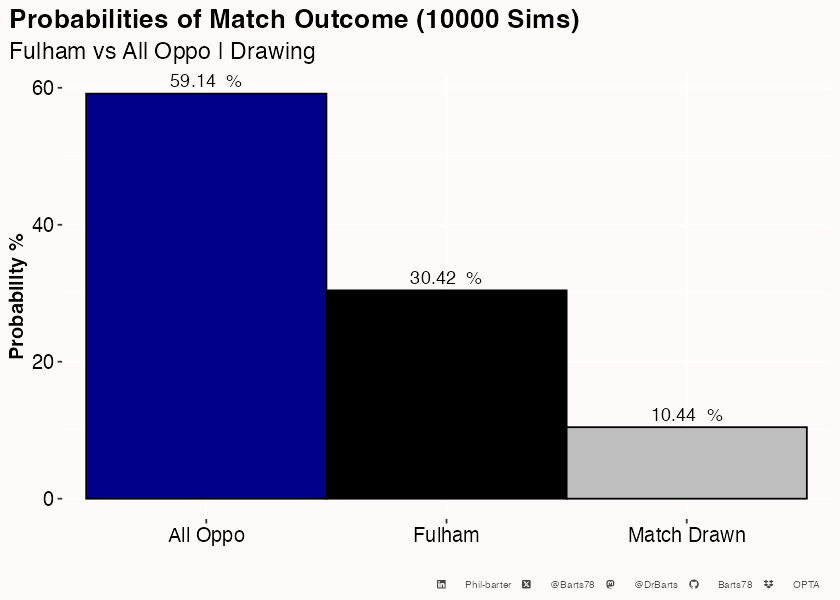 Probabilities of Match Outcome (10000 Sims)
Fulham vs All Oppo | Drawing
59.14 %
60
40
30.42 %
20
10.44 %
0
Probability %
All Oppo Fulham Match Drawn
Phil-barter @Barts78 @DrBarts Barts78 OPTA